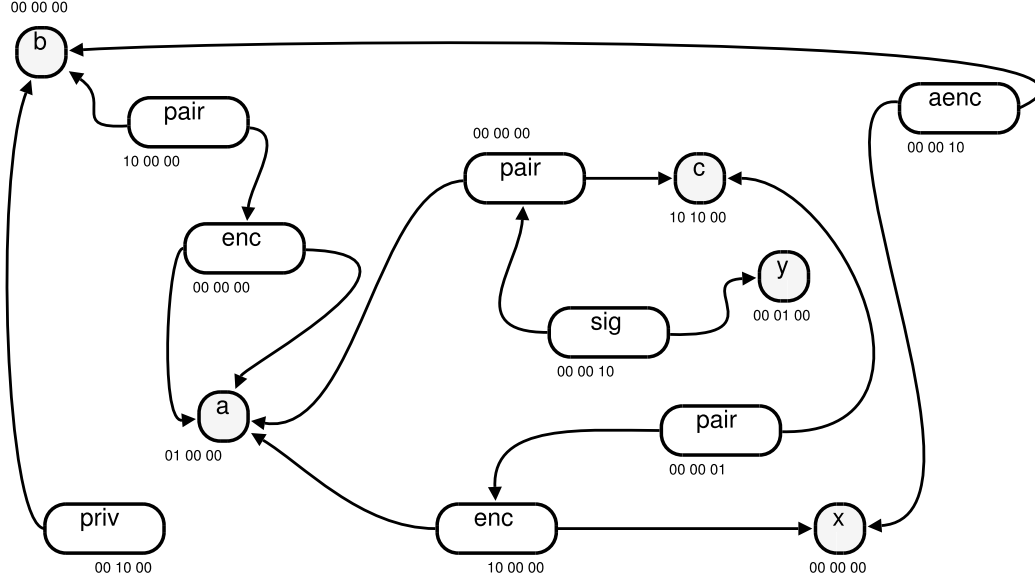 00 00 00
b
pair
10 00 00
enc
00 00 00
a
01 00 00
priv
00 10 00
00 00 00
pair
c
10 10 00
y
00 01 00
sig
00 00 10
pair
00 00 01
enc
10 00 00
x
00 00 00
aenc
00 00 10